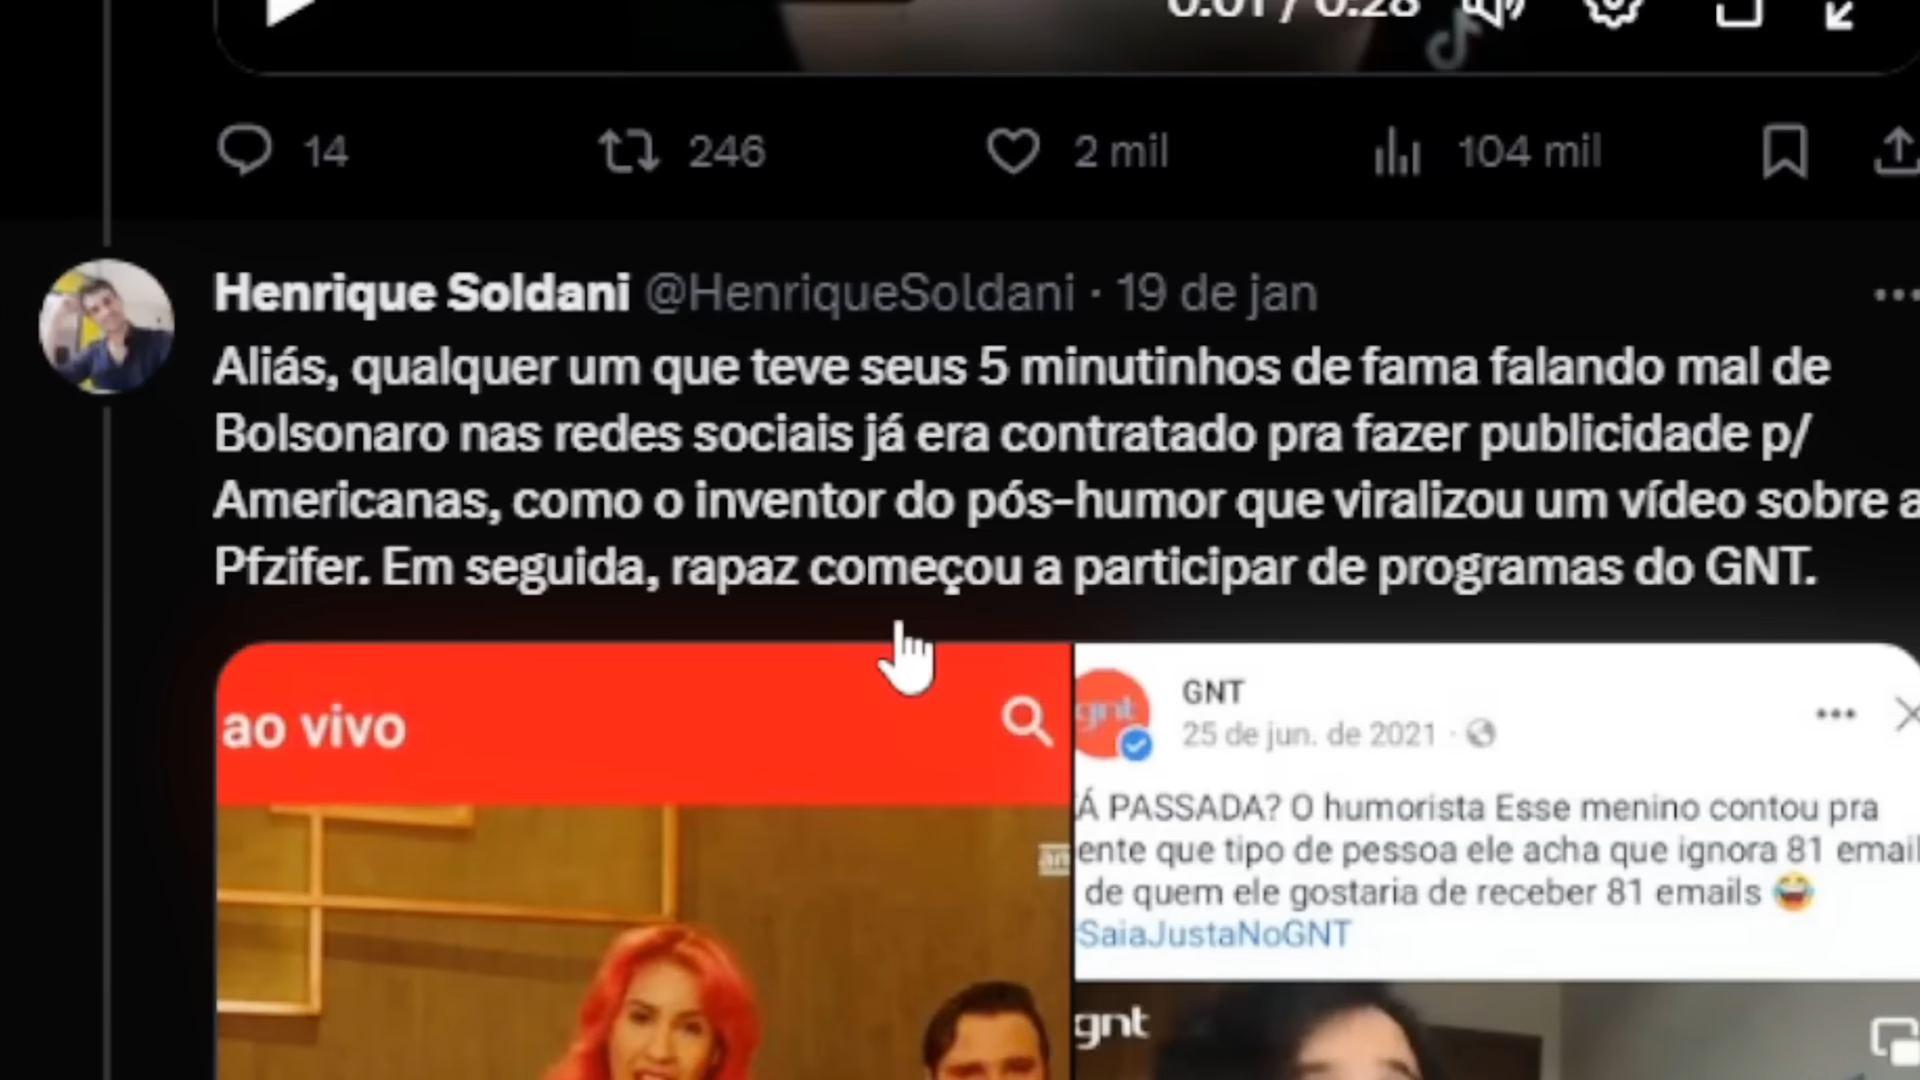 0:01 / 0:28
14 246 2 mil 104 mil
Henrique Soldani @HenriqueSoldani · 19 de jan
Aliás, qualquer um que teve seus 5 minutinhos de fama falando mal de
Bolsonaro nas redes sociais já era contratado pra fazer publicidade p/
Americanas, como o inventor do pós-humor que viralizou um vídeo sobre a
Pfzifer. Em seguida, rapaz começou a participar de programas do GNT.
ao vivo
gnt
GNT
25 de jun. de 2021 ·
Á PASSADA? O humorista Esse menino contou pra
ente que tipo de pessoa ele acha que ignora 81 email
de quem ele gostaria de receber 81 emails 😂
SaiaJustaNoGNT
gnt